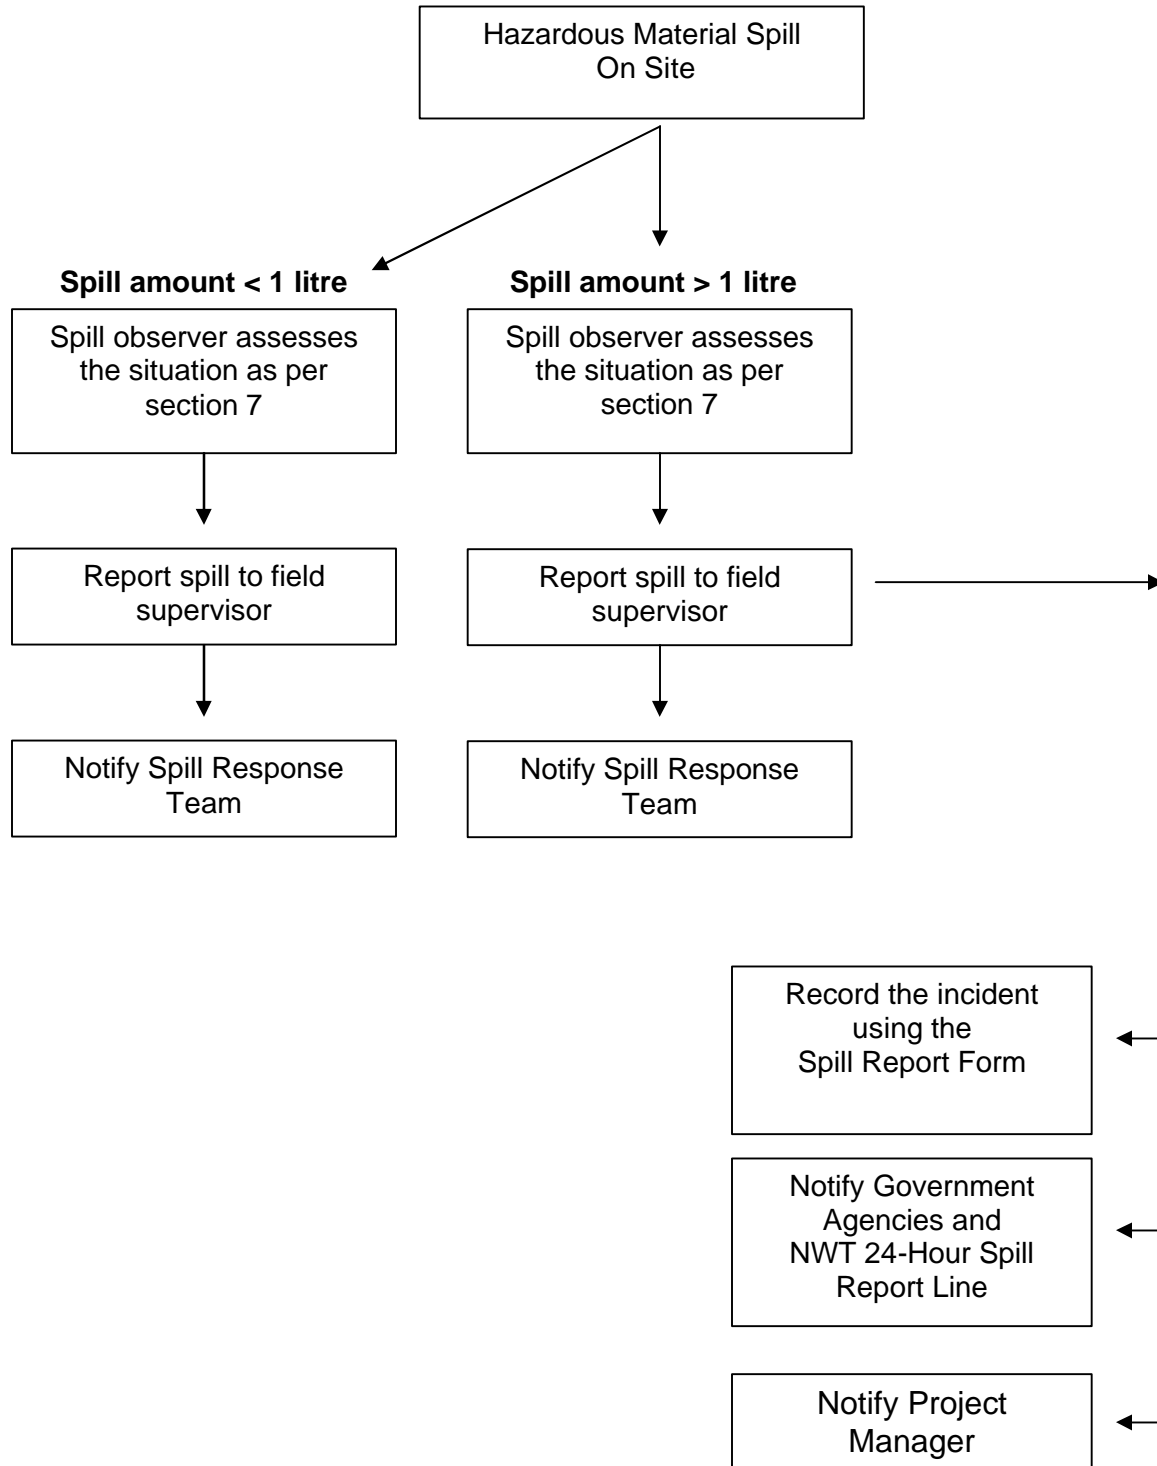 Hazardous Material Spill
On Site
Spill amount < 1 litre
Spill observer assesses
the situation as per
section 7
Report spill to field
supervisor
Notify Spill Response
Team
Spill amount > 1 litre
Spill observer assesses
the situation as per
section 7
Report spill to field
supervisor
Notify Spill Response
Team
Record the incident
using the
Spill Report Form
Notify Government
Agencies and
NWT 24-Hour Spill
Report Line
Notify Project
Manager